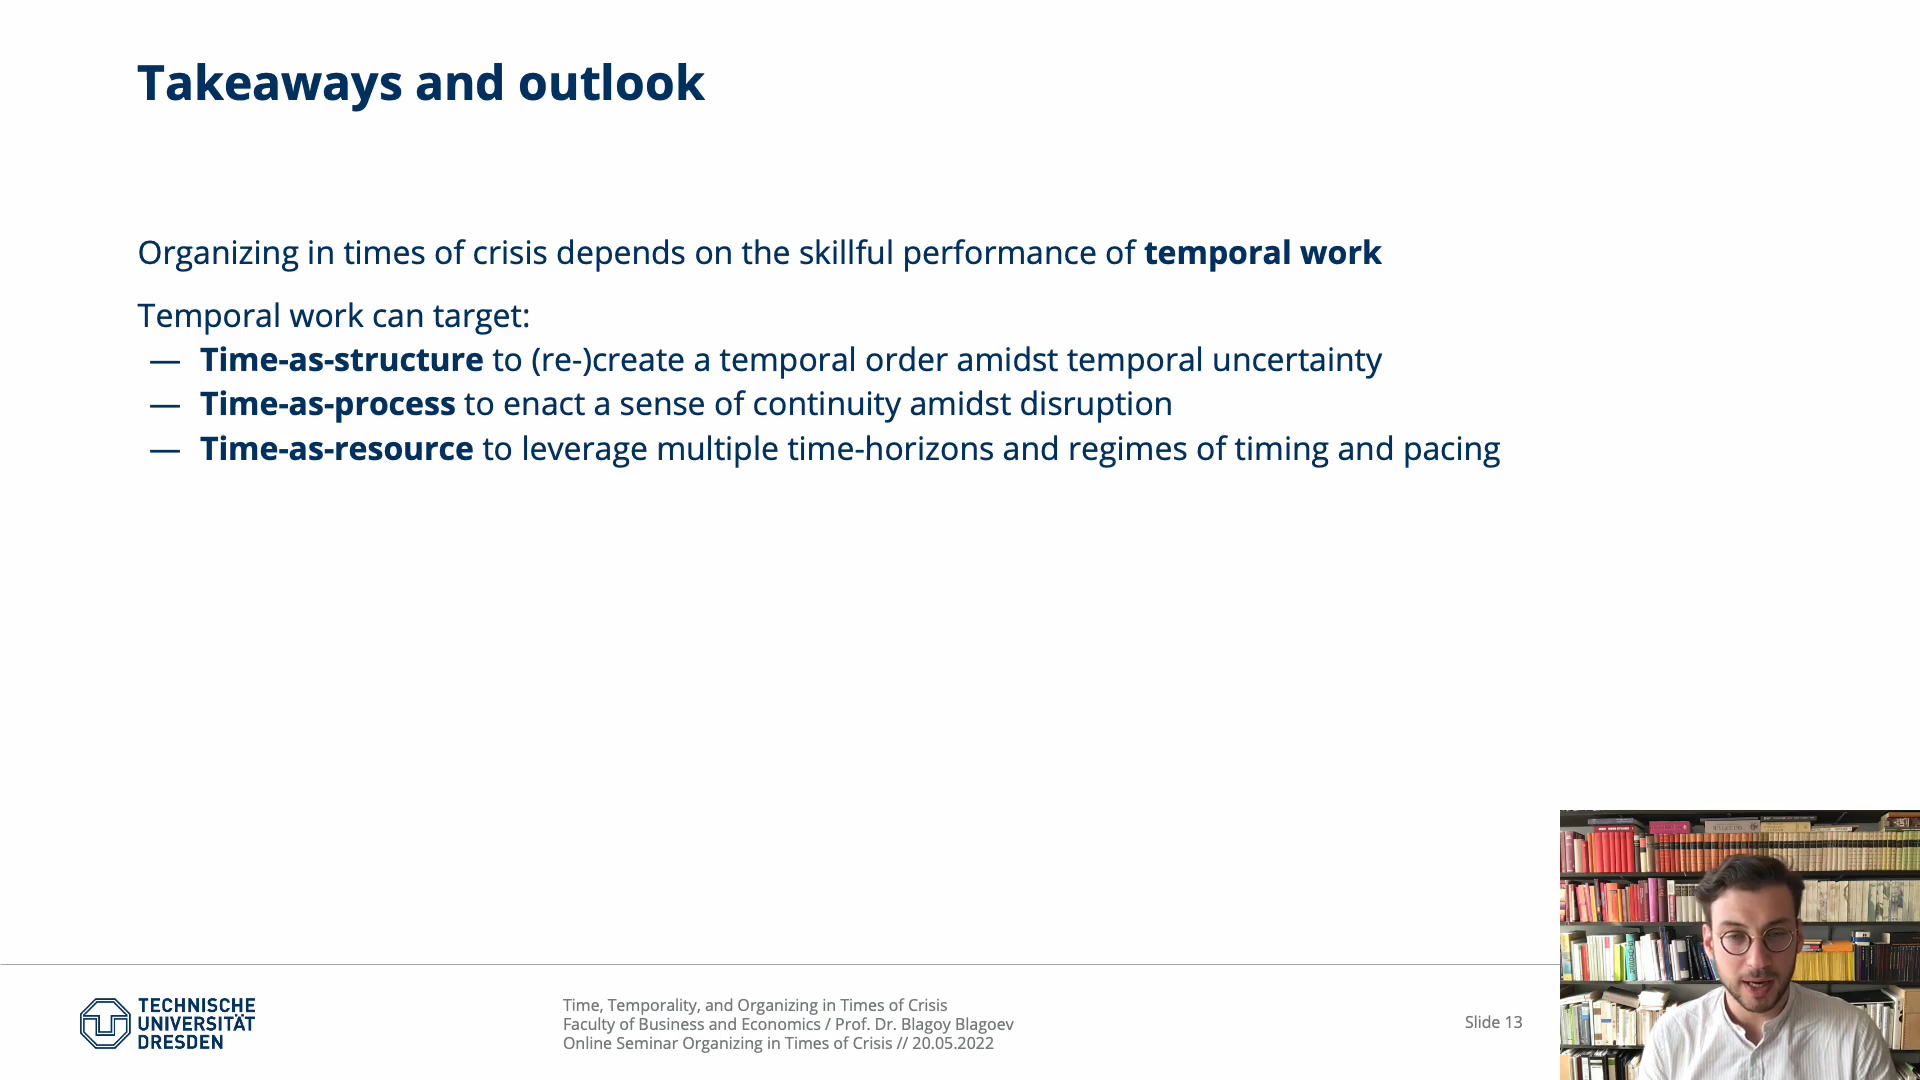 Takeaways and outlook
Organizing in times of crisis depends on the skillful performance of temporal work
Temporal work can target:
— Time-as-structure to (re-)create a temporal order amidst temporal uncertainty
— Time-as-process to enact a sense of continuity amidst disruption
— Time-as-resource to leverage multiple time-horizons and regimes of timing and pacing
TECHNISCHE
UNIVERSITÄT
DRESDEN
Time, Temporality, and Organizing in Times of Crisis
Faculty of Business and Economics / Prof. Dr. Blagoy Blagoev
Online Seminar Organizing in Times of Crisis // 20.05.2022
Slide 13